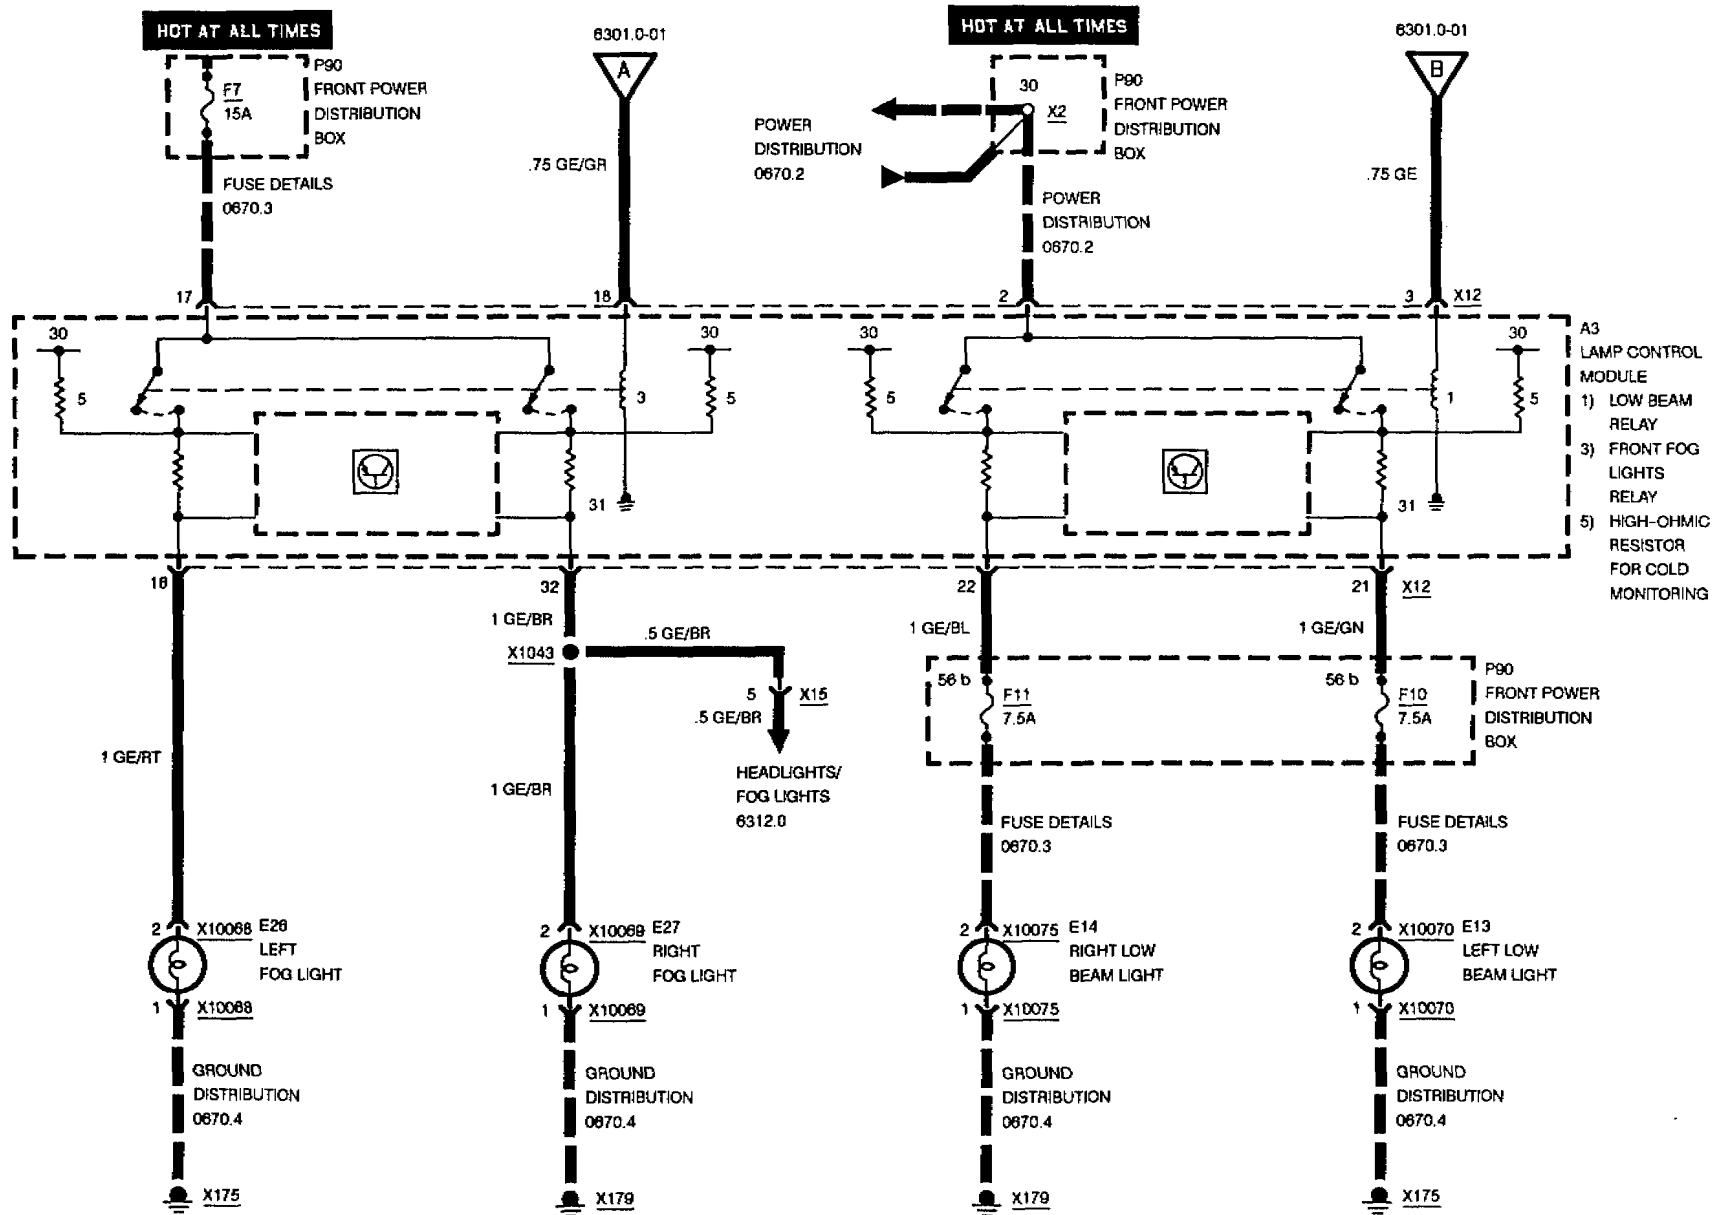 HOT AT ALL TIMES
F7
15A
P90
FRONT POWER
DISTRIBUTION
BOX
FUSE DETAILS
0670.3
6301.0-01
A
.75 GE/GR
HOT AT ALL TIMES
30
X2
P90
FRONT POWER
DISTRIBUTION
BOX
POWER
DISTRIBUTION
0670.2
POWER
DISTRIBUTION
0670.2
6301.0-01
B
.75 GE
17
18
2
3
X12
30
5
3
30
5
31
30
5
1
30
5
31
A3
LAMP CONTROL
MODULE
1) LOW BEAM
RELAY
3) FRONT FOG
LIGHTS
RELAY
5) HIGH-OHMIC
RESISTOR
FOR COLD
MONITORING
16
32
22
21
X12
1 GE/BR
X1043
.5 GE/BR
5
X15
.5 GE/BR
HEADLIGHTS/
FOG LIGHTS
6312.0
1 GE/RT
1 GE/BR
1 GE/BL
1 GE/GN
56 b
F11
7.5A
56 b
F10
7.5A
P90
FRONT POWER
DISTRIBUTION
BOX
FUSE DETAILS
0670.3
FUSE DETAILS
0670.3
2
X10068
E26
LEFT
FOG LIGHT
1
X10068
2
X10069
E27
RIGHT
FOG LIGHT
1
X10069
2
X10075
E14
RIGHT LOW
BEAM LIGHT
1
X10075
2
X10070
E13
LEFT LOW
BEAM LIGHT
1
X10070
GROUND
DISTRIBUTION
0670.4
GROUND
DISTRIBUTION
0670.4
GROUND
DISTRIBUTION
0670.4
GROUND
DISTRIBUTION
0670.4
X175
X179
X179
X175